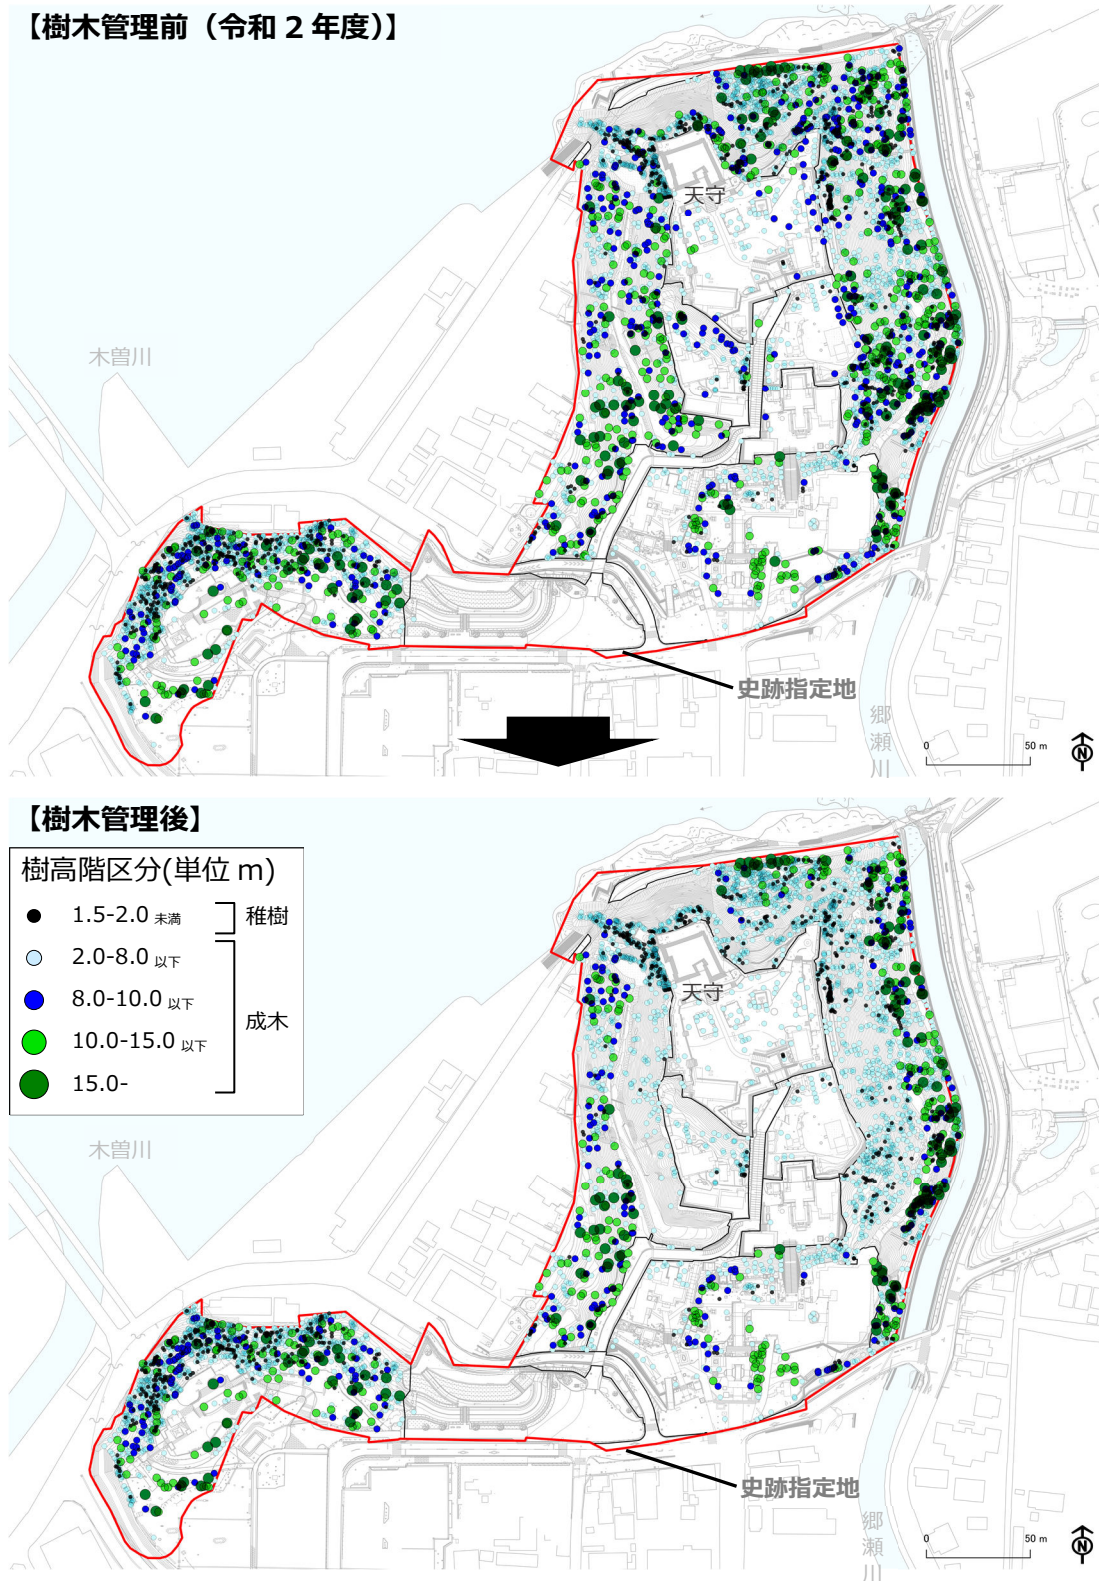 【樹木管理前（令和2年度）】
天守
木曽川
史跡指定地
郷瀬川
0 50 m
N
【樹木管理後】
樹高階区分(単位 m)
1.5-2.0 未満
稚樹
2.0-8.0 以下
8.0-10.0 以下
成木
10.0-15.0 以下
15.0-
天守
木曽川
史跡指定地
郷瀬川
0 50 m
N